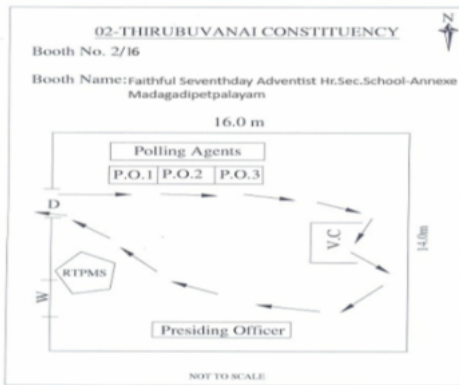 02-THIRUBUVANAI CONSTITUENCY
N
Booth No. 2/16
Booth Name:Faithful Seventhday Adventist Hr.Sec.School-Annexe
Madagadipetpalayam
16.0 m
Polling Agents
P.O.1 P.O.2 P.O.3
D
V.C
14.0m
RTPMS
W
Presiding Officer
NOT TO SCALE